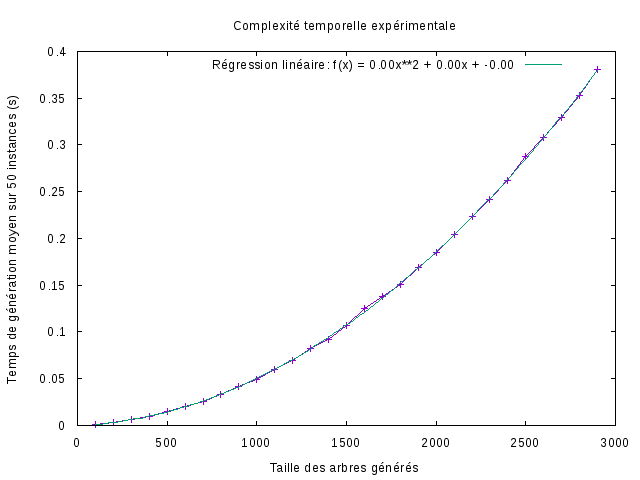 Complexité temporelle expérimentale
Régression linéaire: f(x) = 0.00x**2 + 0.00x + -0.00
Temps de génération moyen sur 50 instances (s)
0.4
0.35
0.3
0.25
0.2
0.15
0.1
0.05
0
0 500 1000 1500 2000 2500 3000
Taille des arbres générés